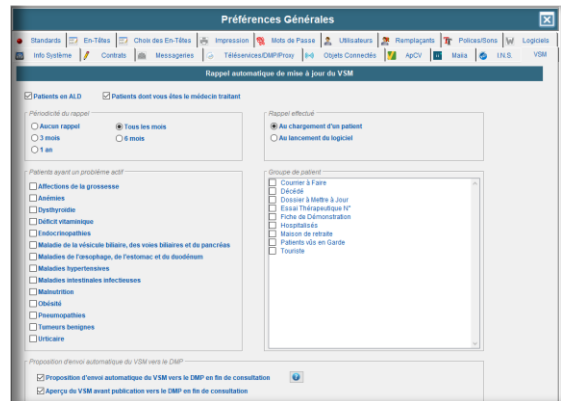 Préférences Générales
Standards En-Têtes Choix des En-Têtes Impression Mots de Passe Utilisateurs Remplaçants Polices/Sons Logiciels
Info Système Contrats Messageries Téléservices/DMP/Proxy Objets Connectés ApCV Maiia I.N.S. VSM
Rappel automatique de mise à jour du VSM
Patients en ALD Patients dont vous êtes le médecin traitant
Périodicité du rappel
Aucun rappel Tous les mois
3 mois 6 mois
1 an
Rappel effectué
Au chargement d'un patient
Au lancement du logiciel
Patients ayant un problème actif
Affections de la grossesse
Anémies
Dysthyroïdie
Déficit vitaminique
Endocrinopathies
Maladie de la vésicule biliaire, des voies biliaires et du pancréas
Maladies de l'œsophage, de l'estomac et du duodénum
Maladies hypertensives
Maladies intestinales infectieuses
Malnutrition
Obésité
Pneumopathies
Tumeurs benignes
Urticaire
Groupe de patient
Courrier à Faire
Décédé
Dossier à Mettre à Jour
Essai Thérapeutique N°
Fiche de Démonstration
Hospitalisés
Maison de retraite
Patients vûs en Garde
Touriste
Proposition d'envoi automatique du VSM vers le DMP
Proposition d'envoi automatique du VSM vers le DMP en fin de consultation
Aperçu du VSM avant publication vers le DMP en fin de consultation